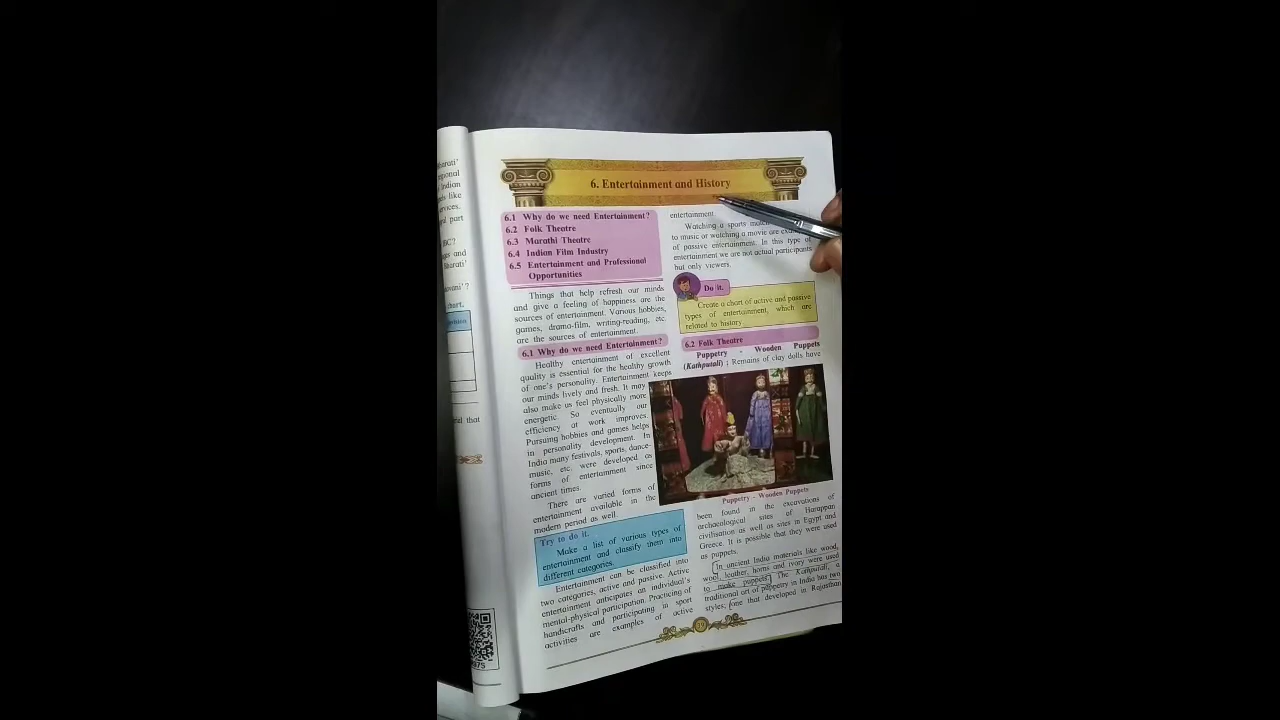 6. Entertainment and History
6.1 Why do we need Entertainment?
6.2 Folk Theatre
6.3 Marathi Theatre
6.4 Indian Film Industry
6.5 Entertainment and Professional
Opportunities
Things that help refresh our minds
and give a feeling of happiness are the
sources of entertainment. Various hobbies,
games, drama-film, writing-reading, etc.
are the sources of entertainment.
6.1 Why do we need Entertainment?
Healthy entertainment of excellent
quality is essential for the healthy growth
of one's personality. Entertainment keeps
our minds lively and fresh. It may
also make us feel physically more
energetic. So eventually our
efficiency at work improves.
Pursuing hobbies and games helps
in personality development. In
India many festivals, sports, dance-
music, etc. were developed as
forms of entertainment since
ancient times.
There are varied forms of
entertainment available in the
modern period as well.
Try to do it.
Make a list of various types of
entertainment and classify them into
different categories.
Entertainment can be classified into
two categories, active and passive. Active
entertainment anticipates an individual's
mental-physical participation. Practicing of
handicrafts and participating in sport
activities are examples of active
entertainment
Watching a sports
to music or watching a movie are
of passive entertainment. In this type of
entertainment we are not actual participants
but only viewers.
Do it.
Create a chart of active and passive
types of entertainment, which are
related to history.
6.2 Folk Theatre
Puppetry - Wooden Puppets
(Kathputali) : Remains of clay dolls have
Puppetry - Wooden Puppets
been found in the excavations of
archaeological sites of Harappan
civilisation as well as sites in Egypt and
Greece. It is possible that they were used
as puppets.
In ancient India materials like wood,
wool, leather, horns and ivory were used
to make puppets. The Kathputali, a
traditional art of puppetry in India has two
styles, one that developed in Rajasthan
39